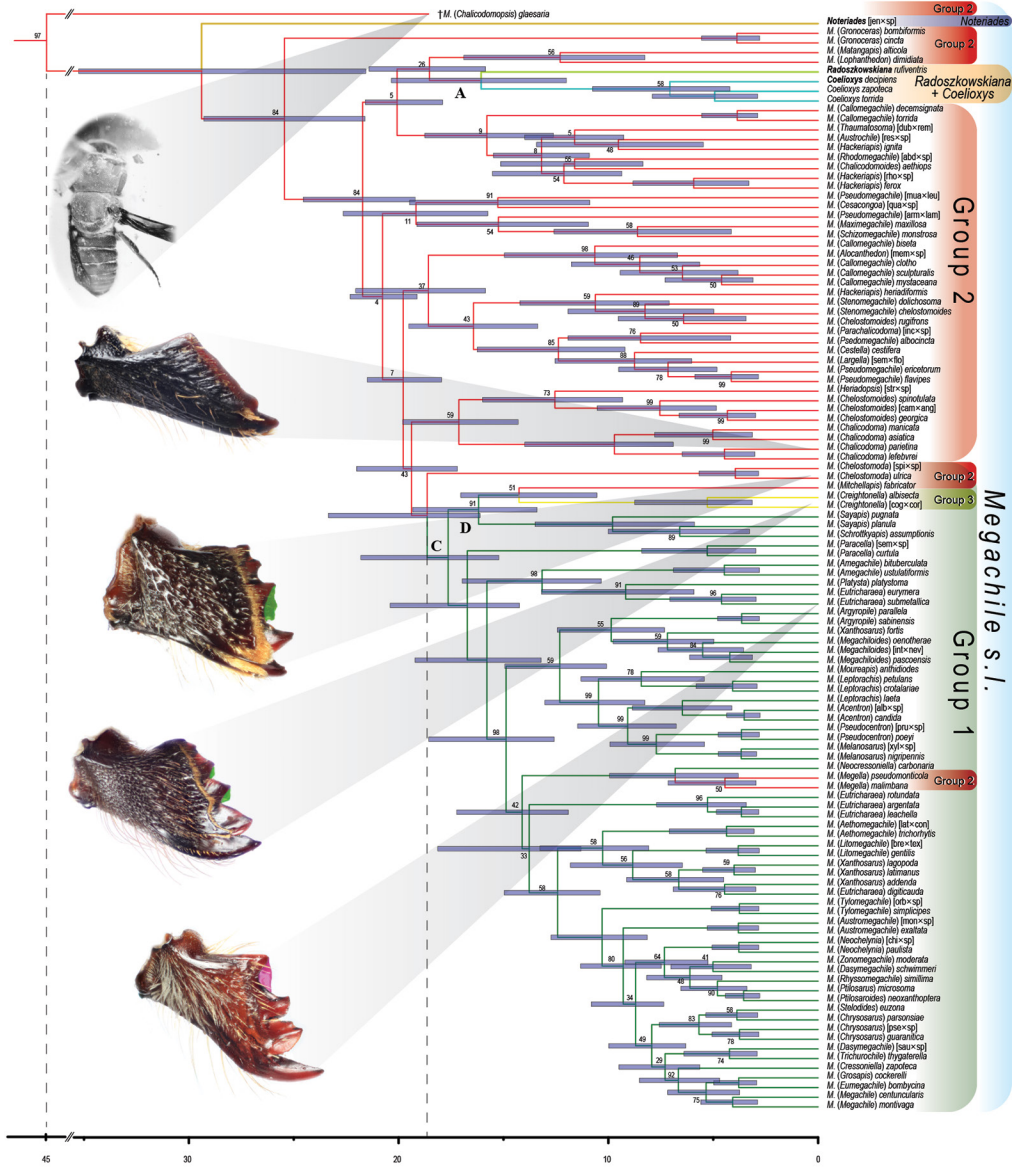 †M. (Chalicodomopsis) glaesaria
Group 2
Noteriades [jen×sp]
Noteriades
M. (Gronoceras) bombiformis
M. (Gronoceras) cincta
Group 2
M. (Matangapis) alticola
M. (Lophanthedon) dimidiata
Radoszkowskiana rufiventris
Coelioxys decipiens
Coelioxys zapoteca
Coelioxys torrida
Radoszkowskiana
+ Coelioxys
M. (Callomegachile) decemsignata
M. (Callomegachile) torrida
M. (Thaumatosoma) [dub×rem]
M. (Austrochile) [res×sp]
M. (Hackeriapis) ignita
M. (Rhodomegachile) [abd×sp]
M. (Chalicodomoides) aethiops
M. (Hackeriapis) [rho×sp]
M. (Hackeriapis) ferox
M. (Pseudomegachile) [mua×leu]
M. (Cesacongoa) [qua×sp]
M. (Pseudomegachile) [arm×lam]
M. (Maximegachile) maxillosa
M. (Schizomegachile) monstrosa
M. (Callomegachile) biseta
M. (Alocanthedon) [mem×sp]
M. (Callomegachile) clotho
M. (Callomegachile) sculpturalis
M. (Callomegachile) mystaceana
M. (Hackeriapis) heriadiformis
M. (Stenomegachile) dolichosoma
M. (Stenomegachile) chelostomoides
M. (Chelostomoides) rugifrons
M. (Parachalicodoma) [inc×sp]
M. (Psedomegachile) albocincta
M. (Cestella) cestifera
M. (Largella) [sem×flo]
M. (Pseudomegachile) ericetorum
M. (Pseudomegachile) flavipes
M. (Heriadopsis) [str×sp]
M. (Chelostomoides) spinotulata
M. (Chelostomoides) [cam×ang]
M. (Chelostomoides) georgica
M. (Chalicodoma) manicata
M. (Chalicodoma) asiatica
M. (Chalicodoma) parietina
M. (Chalicodoma) lefebvrei
Group 2
M. (Chelostomoda) [spi×sp]
M. (Chelostomoda) ulrica
Group 2
M. (Mitchellapis) fabricator
M. (Creightonella) albisecta
M. (Creightonella) [cog×cor]
Group 3
M. (Sayapis) pugnata
M. (Sayapis) planula
M. (Schrottkyapis) assumptionis
M. (Paracella) [sem×sp]
M. (Paracella) curtula
M. (Amegachile) bituberculata
M. (Amegachile) ustulatiformis
M. (Platysta) platystoma
M. (Eutricharaea) eurymera
M. (Eutricharaea) submetallica
M. (Argyropile) parallela
M. (Argyropile) sabinensis
M. (Xanthosarus) fortis
M. (Megachiloides) oenotherae
M. (Megachiloides) [int×nev]
M. (Megachiloides) pascoensis
M. (Moureapis) anthidiodes
M. (Leptorachis) petulans
M. (Leptorachis) crotalariae
M. (Leptorachis) laeta
M. (Acentron) [alb×sp]
M. (Acentron) candida
M. (Pseudocentron) [pru×sp]
M. (Pseudocentron) poeyi
M. (Melanosarus) [xyl×sp]
M. (Melanosarus) nigripennis
M. (Neocressoniella) carbonaria
M. (Megella) pseudomonticola
M. (Megella) malimbana
Group 2
M. (Eutricharaea) rotundata
M. (Eutricharaea) argentata
M. (Eutricharaea) leachella
M. (Aethomegachile) [lat×con]
M. (Aethomegachile) trichorhytis
M. (Litomegachile) [bre×tex]
M. (Litomegachile) gentilis
M. (Xanthosarus) lagopoda
M. (Xanthosarus) latimanus
M. (Xanthosarus) addenda
M. (Eutricharaea) digiticauda
M. (Tylomegachile) [orb×sp]
M. (Tylomegachile) simplicipes
M. (Austromegachile) [mon×sp]
M. (Austromegachile) exaltata
M. (Neochelynia) [chi×sp]
M. (Neochelynia) paulista
M. (Zonomegachile) moderata
M. (Dasymegachile) schwimmeri
M. (Rhyssomegachile) simillima
M. (Ptilosarus) microsoma
M. (Ptilosaroides) neoxanthoptera
M. (Stelodides) euzona
M. (Chrysosarus) parsonsiae
M. (Chrysosarus) [pse×sp]
M. (Chrysosarus) guaranitica
M. (Dasymegachile) [sau×sp]
M. (Trichurochile) thygaterella
M. (Cressoniella) zapoteca
M. (Grosapis) cockerelli
M. (Eumegachile) bombycina
M. (Megachile) centuncularis
M. (Megachile) montivaga
Group 1
Megachile s.l.
97
84
26
56
A
58
5
9
5
48
8
55
54
84
91
11
58
98
46
53
50
4
37
59
89
50
43
76
85
88
78
99
7
73
59
99
99
99
43
51
91
D
C
89
98
91
96
55
59
84
59
78
99
99
99
98
50
42
96
33
58
56
59
58
76
58
80
64
41
48
90
34
58
83
78
49
74
29
92
75
45
30
20
10
0